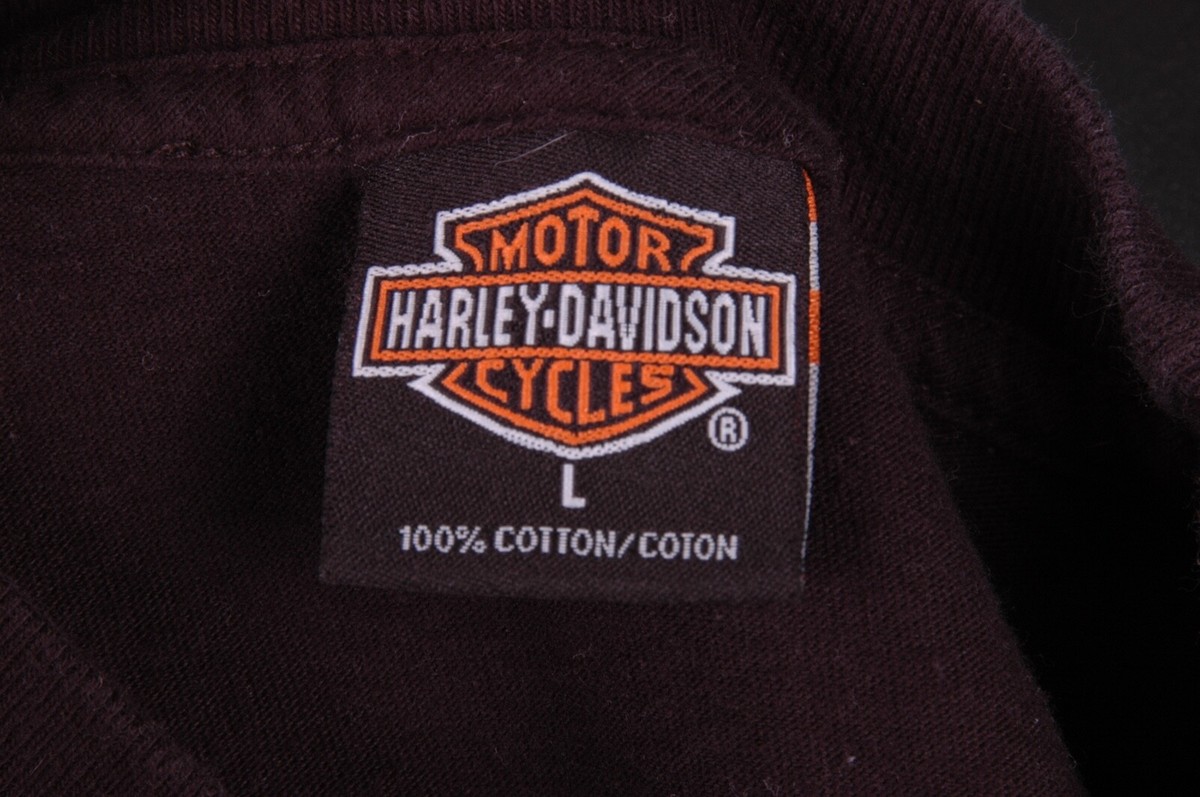 MOTOR
HARLEY-DAVIDSON
CYCLES
®
L
100% COTTON/COTON